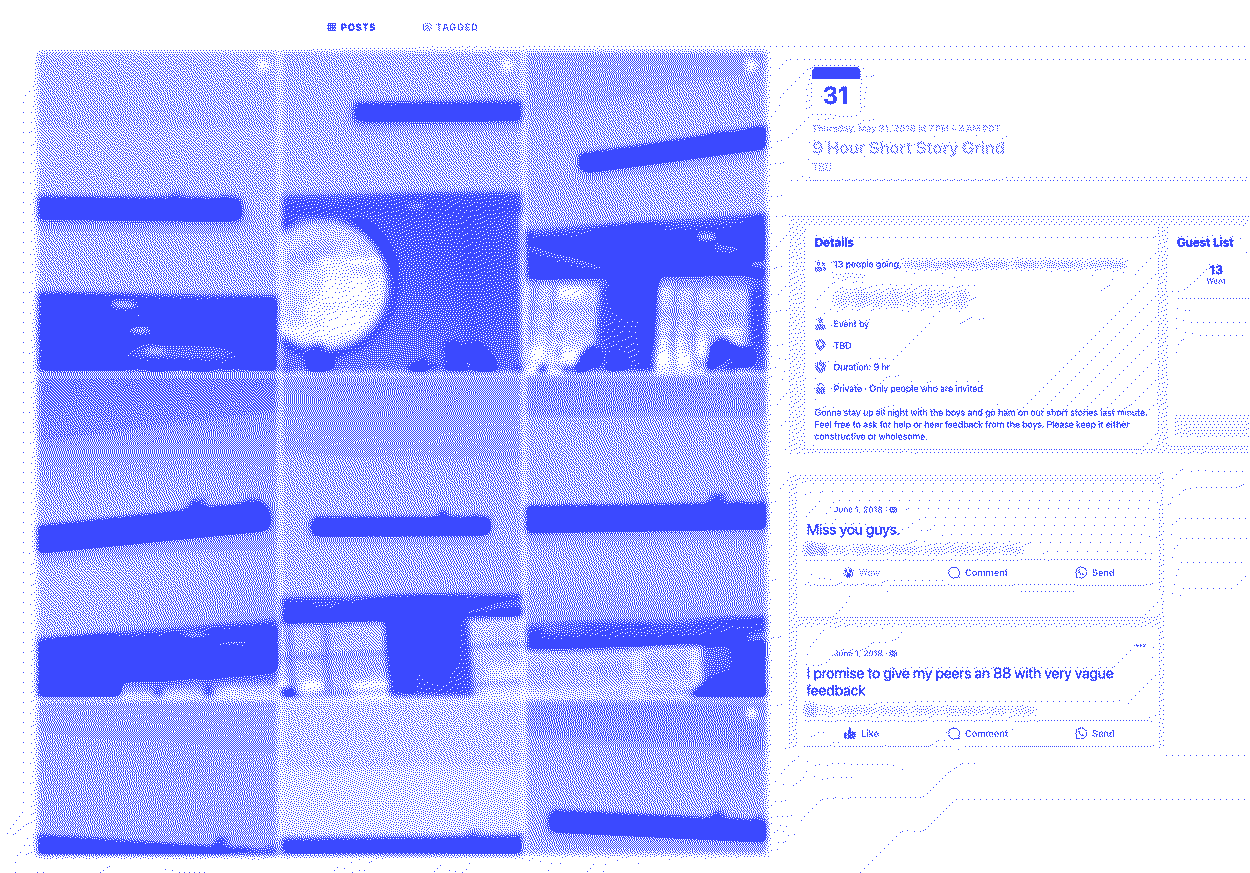 POSTS
TAGGED
31
Thursday, May 31, 2018 at 7 PM – 4 AM PDT
9 Hour Short Story Grind
TBD
Details
13 people going
Event by
TBD
Duration: 9 hr
Private · Only people who are invited
Gonna stay up all night with the boys and go ham on our short stories last minute.
Feel free to ask for help or hear feedback from the boys. Please keep it either
constructive or wholesome.
Guest List
13
Went
June 1, 2018 ·
Miss you guys.
Wow
Comment
Send
June 1, 2018 ·
I promise to give my peers an 88 with very vague
feedback
Like
Comment
Send